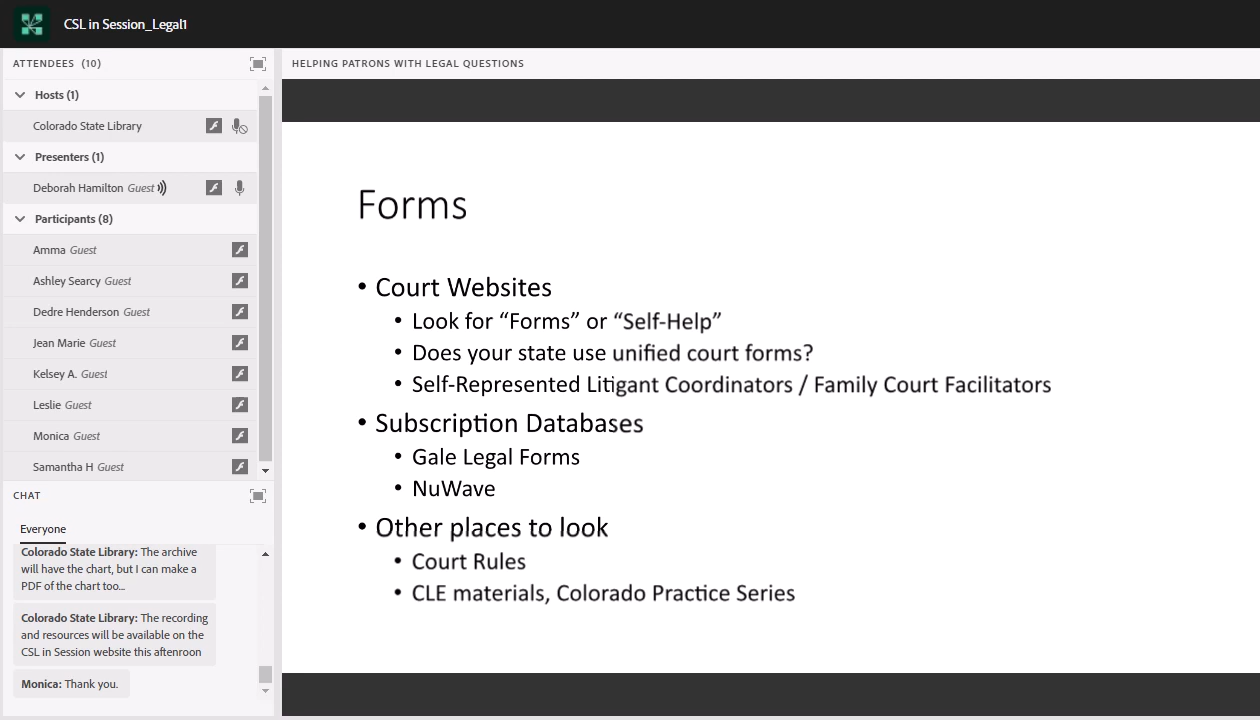 CSL in Session_Legal1
ATTENDEES (10)
Hosts (1)
Colorado State Library
Presenters (1)
Deborah Hamilton Guest
Participants (8)
Amma Guest
Ashley Searcy Guest
Dedre Henderson Guest
Jean Marie Guest
Kelsey A. Guest
Leslie Guest
Monica Guest
Samantha H Guest
CHAT
Everyone
Colorado State Library: The archive
will have the chart, but I can make a
PDF of the chart too...
Colorado State Library: The recording
and resources will be available on the
CSL in Session website this aftenroon
Monica: Thank you.
HELPING PATRONS WITH LEGAL QUESTIONS
Forms
• Court Websites
• Look for “Forms” or “Self-Help”
• Does your state use unified court forms?
• Self-Represented Litigant Coordinators / Family Court Facilitators
• Subscription Databases
• Gale Legal Forms
• NuWave
• Other places to look
• Court Rules
• CLE materials, Colorado Practice Series